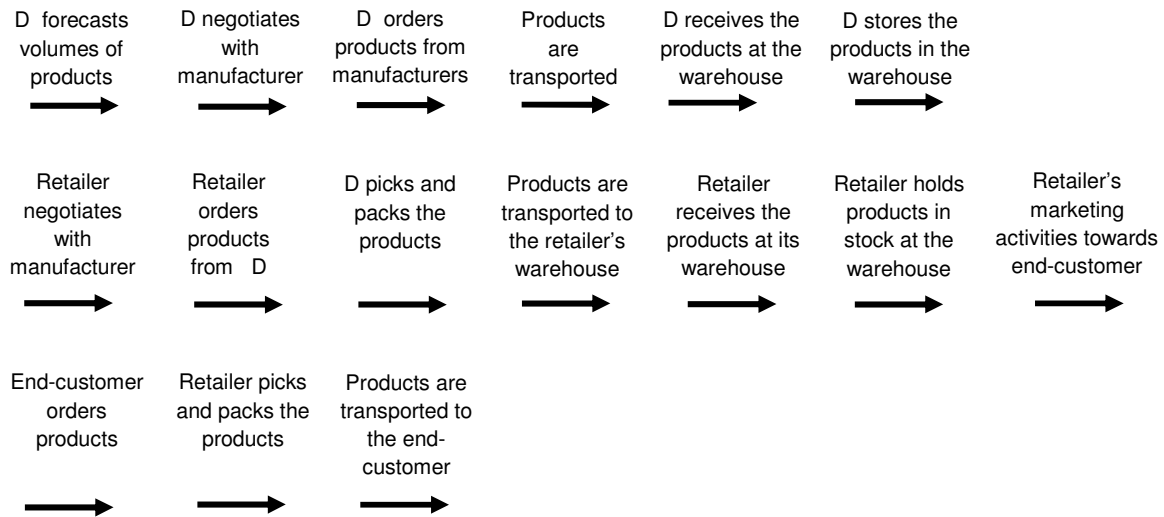 D forecasts
volumes of
products
D negotiates
with
manufacturer
D orders
products from
manufacturers
Products
are
transported
D receives the
products at the
warehouse
D stores the
products in the
warehouse
Retailer
negotiates
with
manufacturer
Retailer
orders
products
from D
D picks and
packs the
products
Products are
transported to
the retailer's
warehouse
Retailer
receives the
products at its
warehouse
Retailer holds
products in
stock at the
warehouse
Retailer's
marketing
activities towards
end-customer
End-customer
orders
products
Retailer picks
and packs the
products
Products are
transported to
the end-
customer